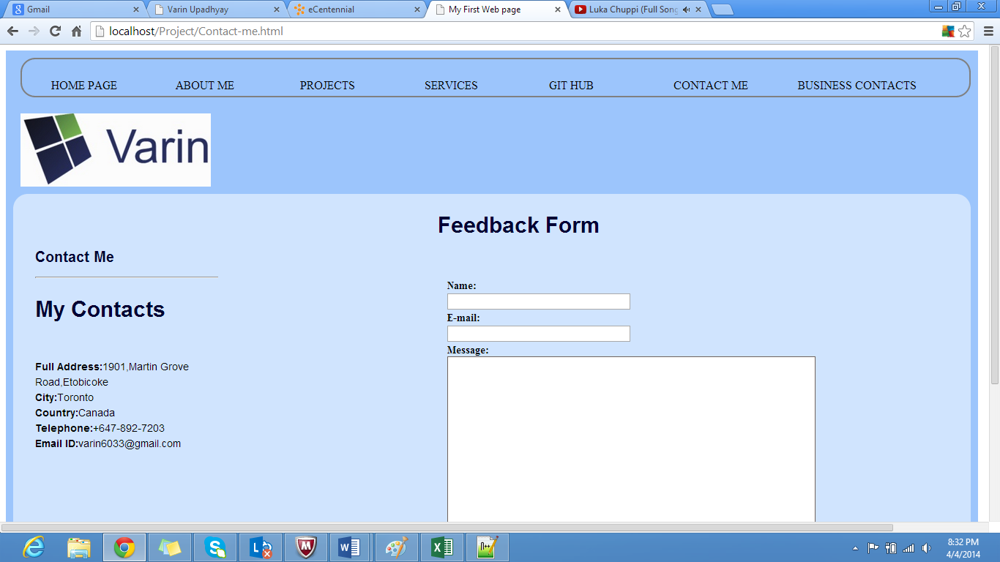 Gmail
Varin Upadhyay
eCentennial
My First Web page
Luka Chuppi (Full Song
localhost/Project/Contact-me.html
HOME PAGE
ABOUT ME
PROJECTS
SERVICES
GIT HUB
CONTACT ME
BUSINESS CONTACTS
Varin
Feedback Form
Contact Me
My Contacts
Full Address:1901,Martin Grove
Road,Etobicoke
City:Toronto
Country:Canada
Telephone:+647-892-7203
Email ID:varin6033@gmail.com
Name:
E-mail:
Message:
8:32 PM
4/4/2014